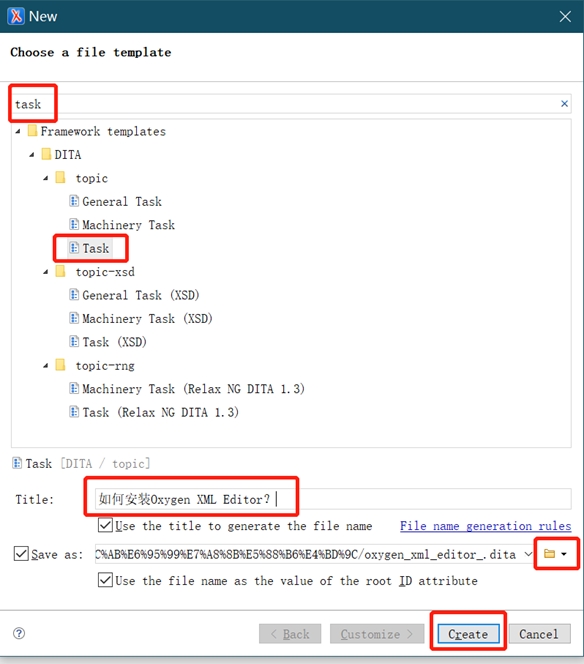 New
Choose a file template
task
Framework templates
DITA
topic
General Task
Machinery Task
Task
topic-xsd
General Task (XSD)
Machinery Task (XSD)
Task (XSD)
topic-rng
Machinery Task (Relax NG DITA 1.3)
Task (Relax NG DITA 1.3)
Task [DITA / topic]
Title: 如何安装Oxygen XML Editor?
Use the title to generate the file name File name generation rules
Save as: C%AB%E6%95%99%E7%A8%8B%E5%88%B6%E4%BD%9C/oxygen_xml_editor_.dita
Use the file name as the value of the root ID attribute
? < Back Customize > Create Cancel